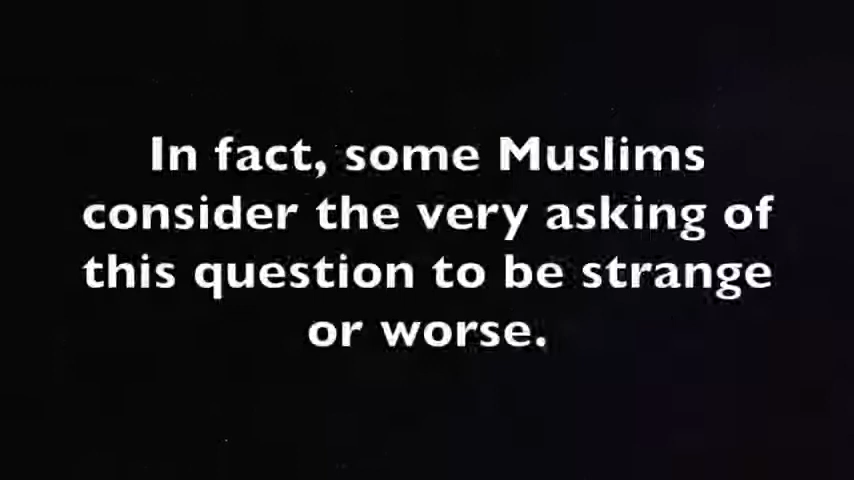 In fact, some Muslims
consider the very asking of
this question to be strange
or worse.